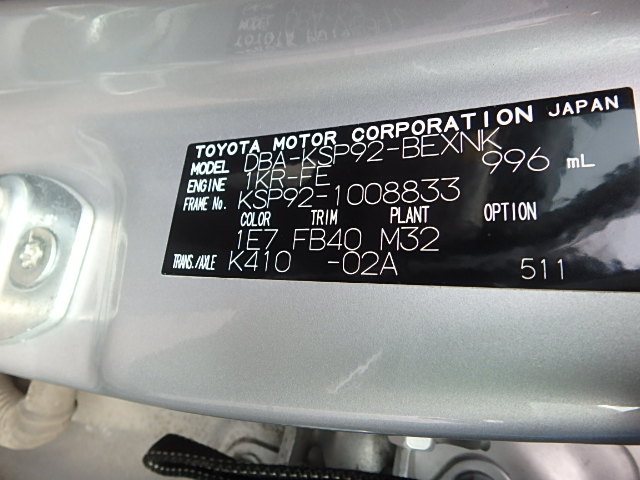 TOYOTA MOTOR CORPORATION JAPAN
MODEL DBA-KSP92-BEXNK
ENGINE 1KR-FE 996 mL
FRAME No. KSP92-1008833
COLOR TRIM PLANT OPTION
1E7 FB40 M32
TRANS./AXLE K410 -02A 511